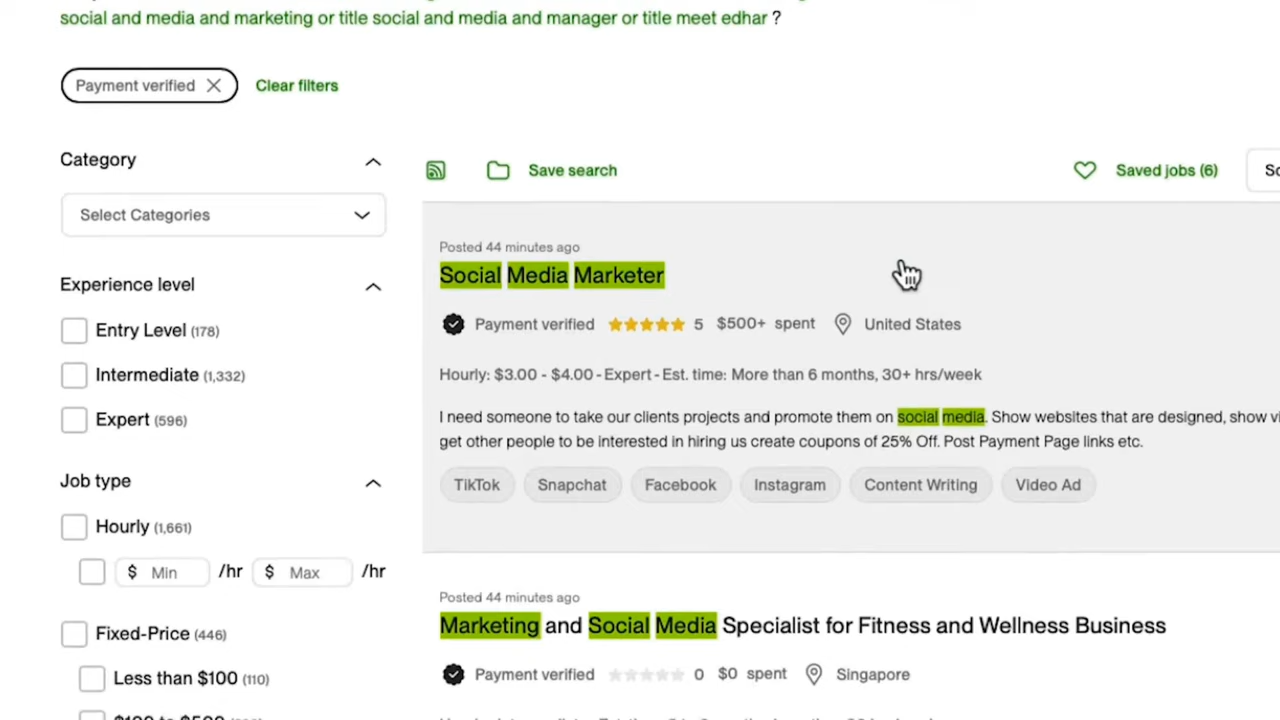 social and media and marketing or title social and media and manager or title meet edhar ?
Payment verified
Clear filters
Category
Save search
Saved jobs (6)
Select Categories
Posted 44 minutes ago
Social Media Marketer
Experience level
Payment verified 5 $500+ spent United States
Entry Level (178)
Intermediate (1,332)
Hourly: $3.00 - $4.00 - Expert - Est. time: More than 6 months, 30+ hrs/week
Expert (596)
I need someone to take our clients projects and promote them on social media. Show websites that are designed, show
get other people to be interested in hiring us create coupons of 25% Off. Post Payment Page links etc.
Job type
TikTok Snapchat Facebook Instagram Content Writing Video Ad
Hourly (1,661)
$ Min /hr $ Max /hr
Posted 44 minutes ago
Fixed-Price (446)
Marketing and Social Media Specialist for Fitness and Wellness Business
Less than $100 (110)
Payment verified 0 $0 spent Singapore